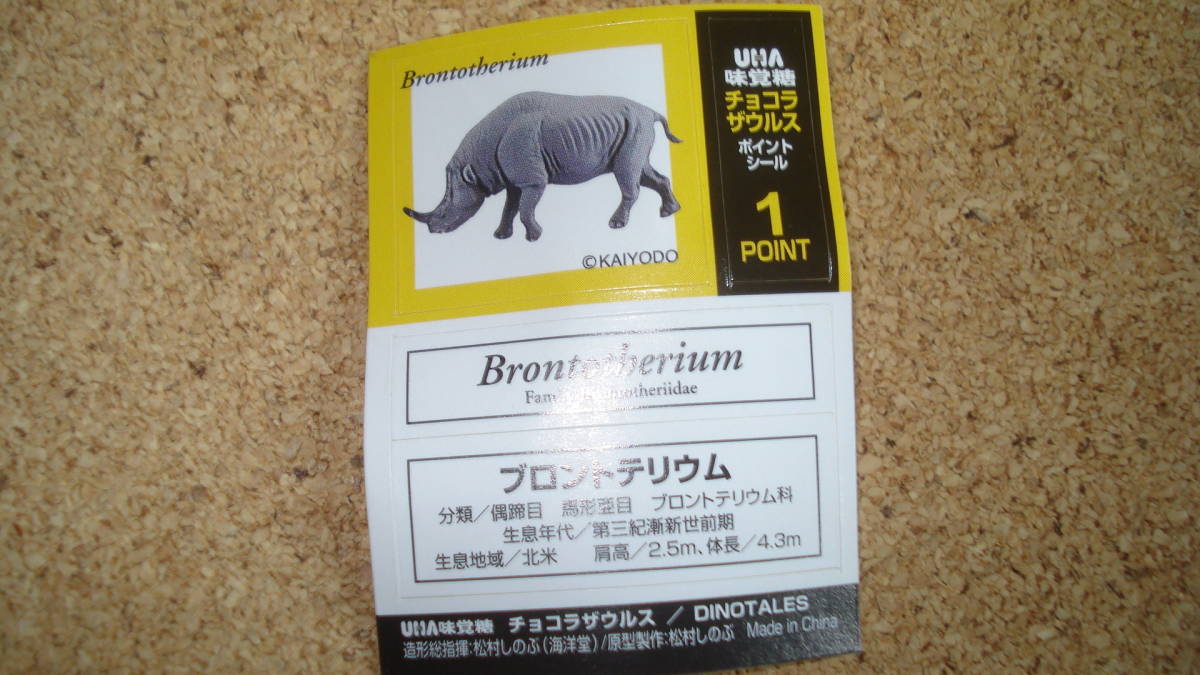 Brontotherium
©KAIYODO
UHA
味覚糖
チョコラ
ザウルス
ポイント
シール
1
POINT
Brontotherium
ブロントテリウム
分類／偶蹄目 馬形亜目 ブロントテリウム科
生息年代／第三紀漸新世前期
生息地域／北米 肩高／2.5m、体長／4.3m
UHA味覚糖 チョコラザウルス ／ DINOTALES
造形総指揮:松村しのぶ（海洋堂）/原型製作:松村しのぶ Made in China